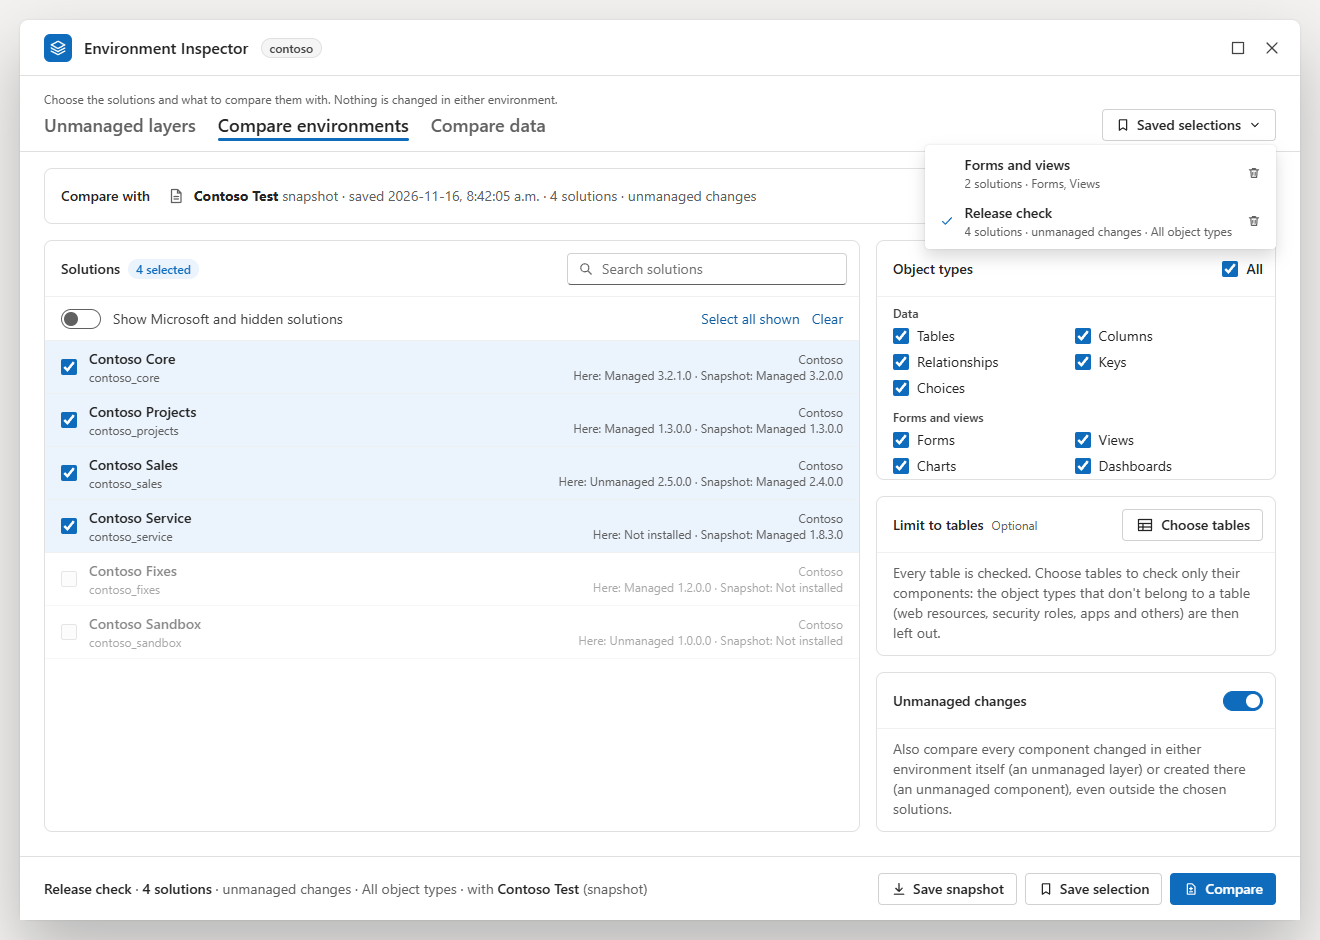 Environment Inspector contoso
Choose the solutions and what to compare them with. Nothing is changed in either environment.
Unmanaged layers Compare environments Compare data
Saved selections
Forms and views
2 solutions · Forms, Views
Release check
4 solutions · unmanaged changes · All object types
Compare with Contoso Test snapshot · saved 2026-11-16, 8:42:05 a.m. · 4 solutions · unmanaged changes
Solutions 4 selected
Search solutions
Show Microsoft and hidden solutions
Select all shown Clear
Contoso Core Contoso
contoso_core Here: Managed 3.2.1.0 · Snapshot: Managed 3.2.0.0
Contoso Projects Contoso
contoso_projects Here: Managed 1.3.0.0 · Snapshot: Managed 1.3.0.0
Contoso Sales Contoso
contoso_sales Here: Unmanaged 2.5.0.0 · Snapshot: Managed 2.4.0.0
Contoso Service Contoso
contoso_service Here: Not installed · Snapshot: Managed 1.8.3.0
Contoso Fixes Contoso
contoso_fixes Here: Managed 1.2.0.0 · Snapshot: Not installed
Contoso Sandbox Contoso
contoso_sandbox Here: Unmanaged 1.0.0.0 · Snapshot: Not installed
Object types All
Data
Tables Columns
Relationships Keys
Choices
Forms and views
Forms Views
Charts Dashboards
Limit to tables Optional Choose tables
Every table is checked. Choose tables to check only their
components: the object types that don't belong to a table
(web resources, security roles, apps and others) are then
left out.
Unmanaged changes
Also compare every component changed in either
environment itself (an unmanaged layer) or created there
(an unmanaged component), even outside the chosen
solutions.
Release check · 4 solutions · unmanaged changes · All object types · with Contoso Test (snapshot)
Save snapshot Save selection Compare